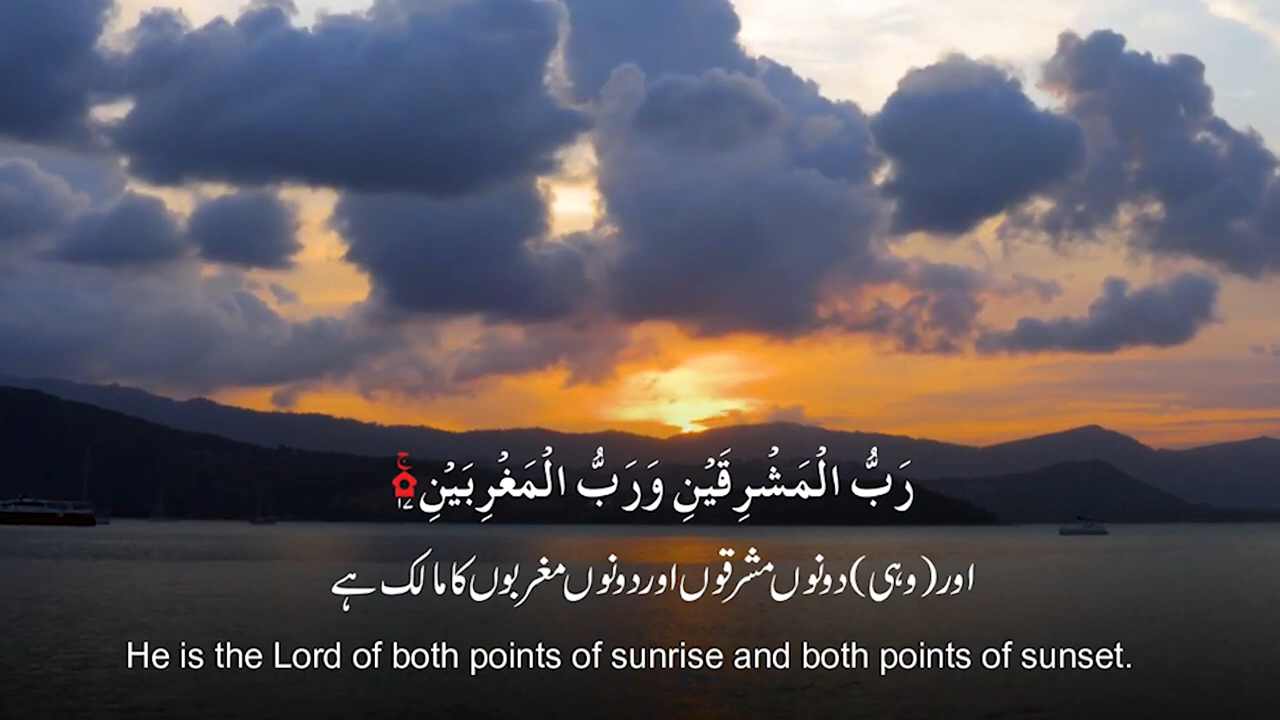 رَبُّ الْمَشْرِقَيْنِ وَرَبُّ الْمَغْرِبَيْنِ ۚ
اور (وہی) دونوں مشرقوں اور دونوں مغربوں کا مالک ہے
He is the Lord of both points of sunrise and both points of sunset.